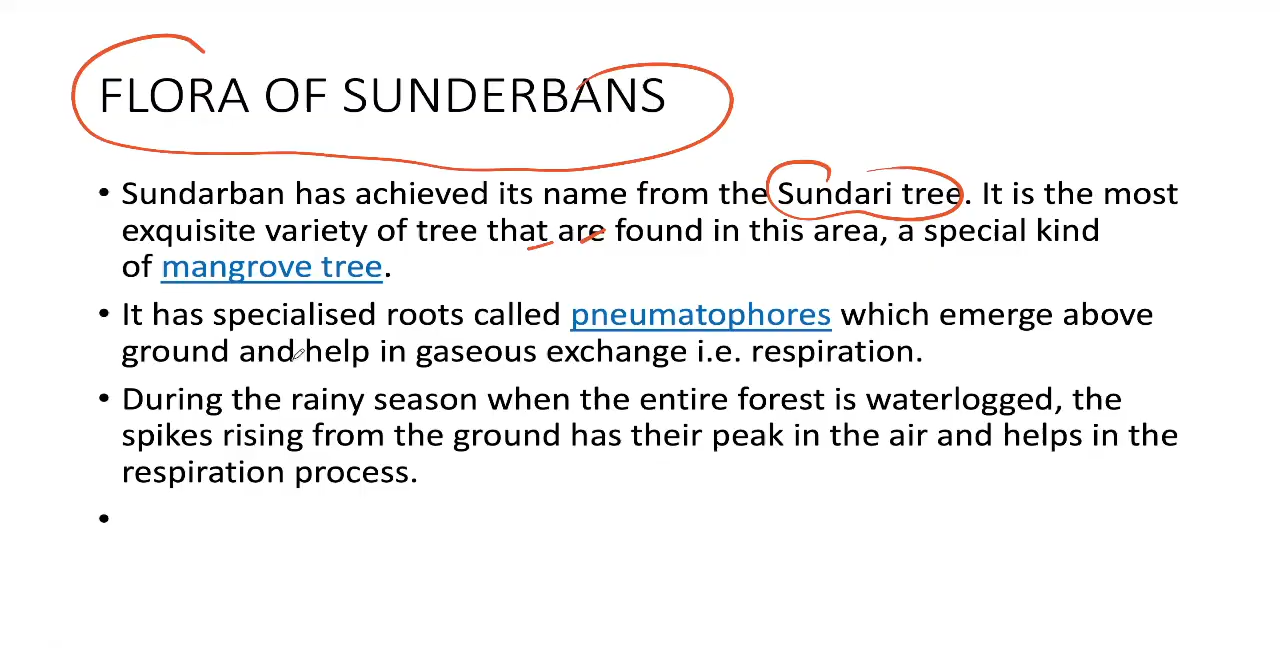 FLORA OF SUNDERBANS
• Sundarban has achieved its name from the Sundari tree. It is the most
exquisite variety of tree that are found in this area, a special kind
of mangrove tree.
• It has specialised roots called pneumatophores which emerge above
ground and help in gaseous exchange i.e. respiration.
• During the rainy season when the entire forest is waterlogged, the
spikes rising from the ground has their peak in the air and helps in the
respiration process.
•